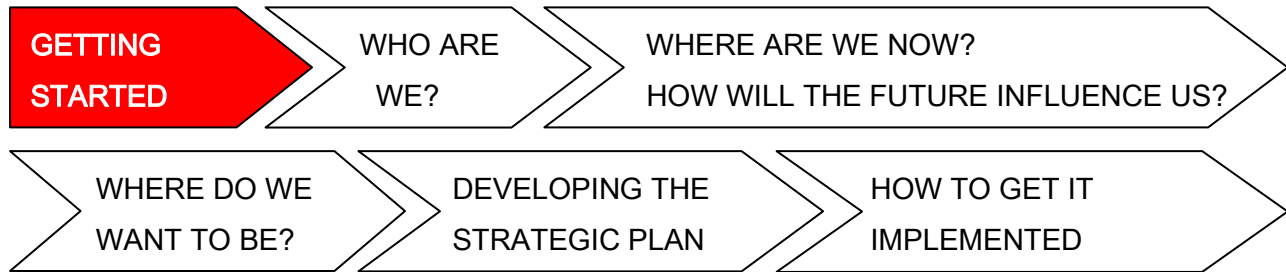 GETTING
STARTED
WHO ARE
WE?
WHERE ARE WE NOW?
HOW WILL THE FUTURE INFLUENCE US?
WHERE DO WE
WANT TO BE?
DEVELOPING THE
STRATEGIC PLAN
HOW TO GET IT
IMPLEMENTED